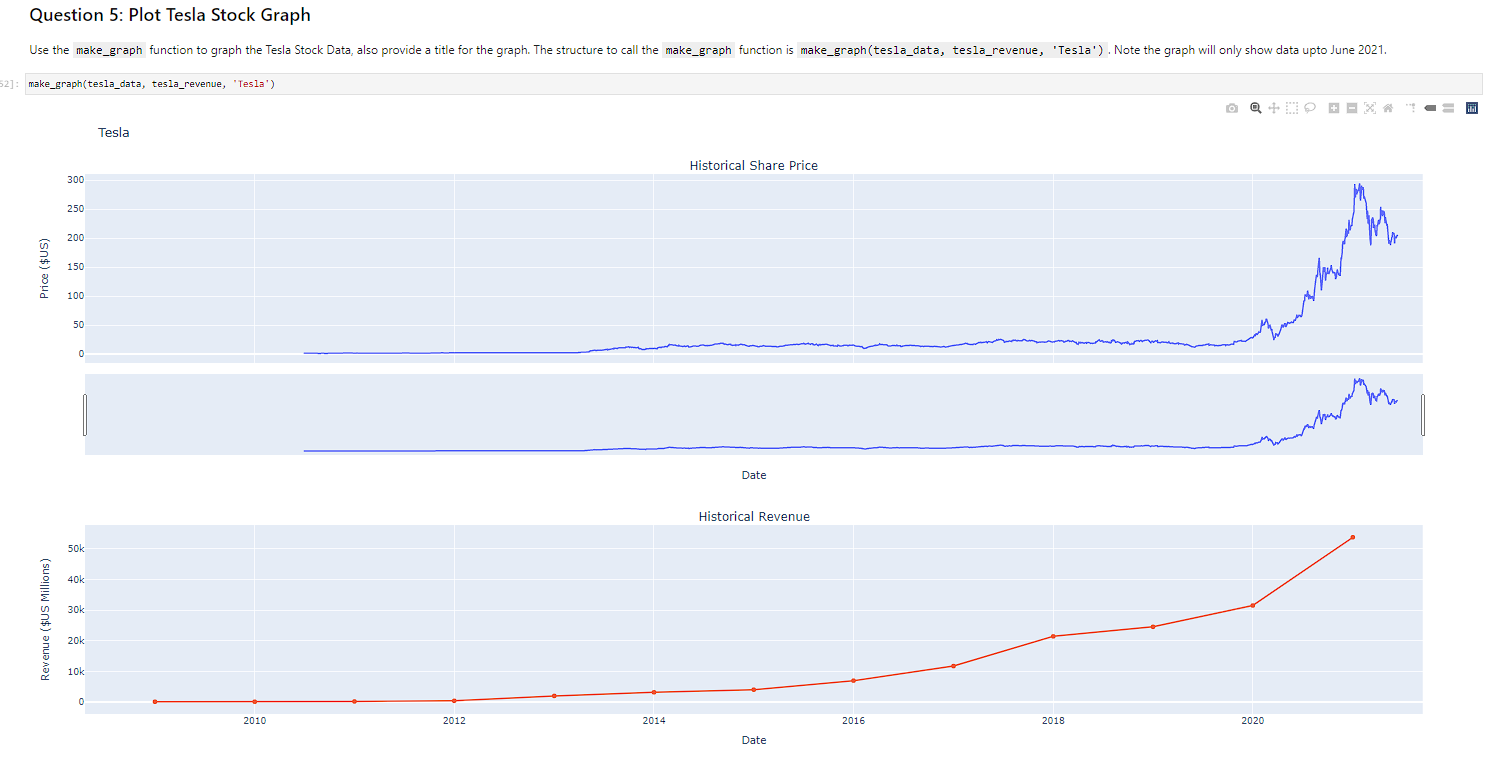 Question 5: Plot Tesla Stock Graph
Use the make_graph function to graph the Tesla Stock Data, also provide a title for the graph. The structure to call the make_graph function is make_graph(tesla_data, tesla_revenue, 'Tesla') . Note the graph will only show data upto June 2021.
52]: make_graph(tesla_data, tesla_revenue, 'Tesla')
Tesla
Historical Share Price
Price ($US)
300
250
200
150
100
50
0
Date
Historical Revenue
Revenue ($US Millions)
50k
40k
30k
20k
10k
0
2010 2012 2014 2016 2018 2020
Date